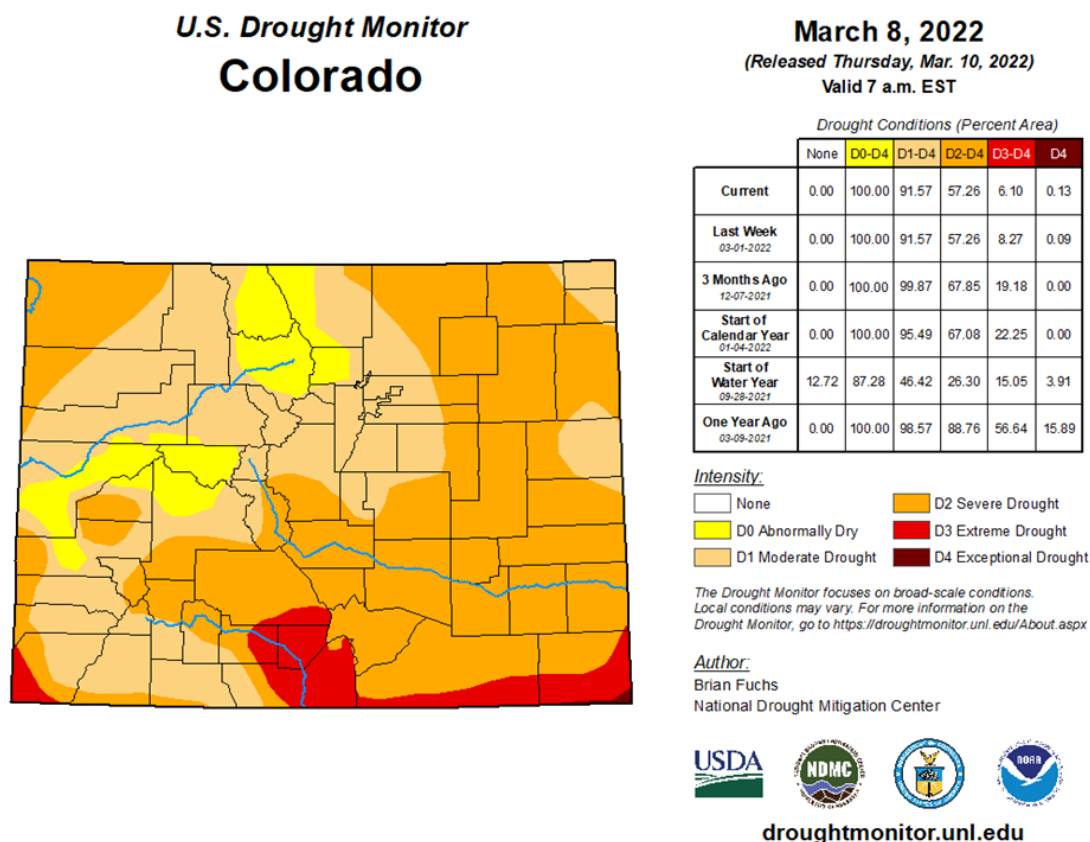 U.S. Drought Monitor
Colorado
March 8, 2022
(Released Thursday, Mar. 10, 2022)
Valid 7 a.m. EST
Drought Conditions (Percent Area)
None D0-D4 D1-D4 D2-D4 D3-D4 D4
Current 0.00 100.00 91.57 57.26 6.10 0.13
Last Week
03-01-2022 0.00 100.00 91.57 57.26 8.27 0.09
3 Months Ago
12-07-2021 0.00 100.00 99.87 67.85 19.18 0.00
Start of
Calendar Year
01-04-2022 0.00 100.00 95.49 67.08 22.25 0.00
Start of
Water Year
09-28-2021 12.72 87.28 46.42 26.30 15.05 3.91
One Year Ago
03-09-2021 0.00 100.00 98.57 88.76 56.64 15.89
Intensity:
None
D0 Abnormally Dry
D1 Moderate Drought
D2 Severe Drought
D3 Extreme Drought
D4 Exceptional Drought
The Drought Monitor focuses on broad-scale conditions.
Local conditions may vary. For more information on the
Drought Monitor, go to https://droughtmonitor.unl.edu/About.aspx
Author:
Brian Fuchs
National Drought Mitigation Center
USDA
NDMC
NOAA
droughtmonitor.unl.edu